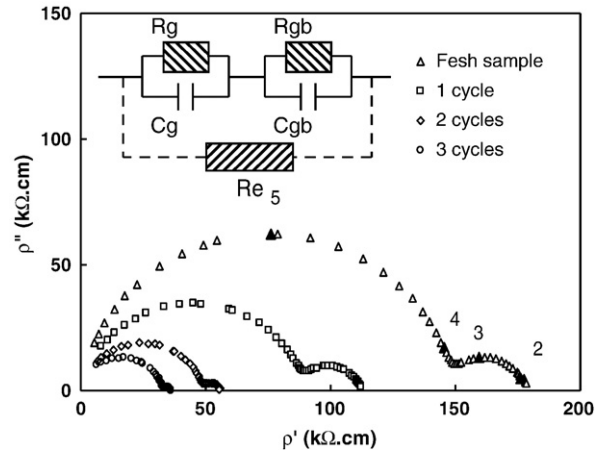 150
Rg Rgb
Fesh sample
1 cycle
100
Cg Cgb
2 cycles
3 cycles
Re
5
ρ" (kΩ.cm)
50
4 3 2
0
0 50 100 150 200
ρ' (kΩ.cm)